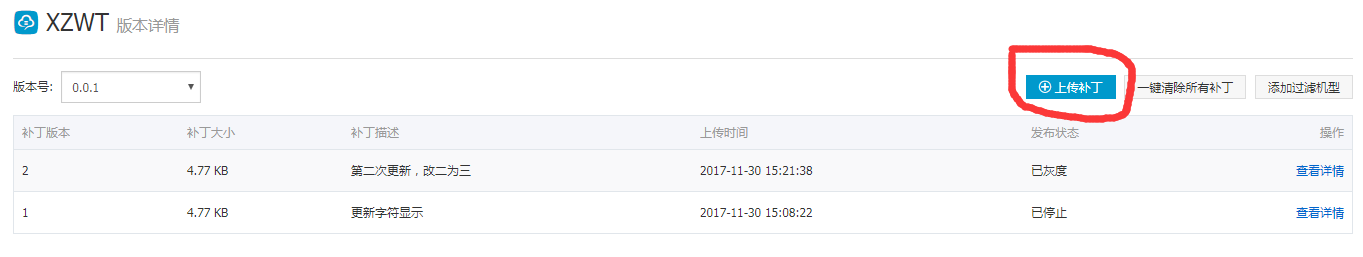 XZWT 版本详情
版本号: 0.0.1 上传补丁 一键清除所有补丁 添加过滤机型
补丁版本 补丁大小 补丁描述 上传时间 发布状态 操作
2 4.77 KB 第二次更新，改二为三 2017-11-30 15:21:38 已灰度 查看详情
1 4.77 KB 更新字符显示 2017-11-30 15:08:22 已停止 查看详情